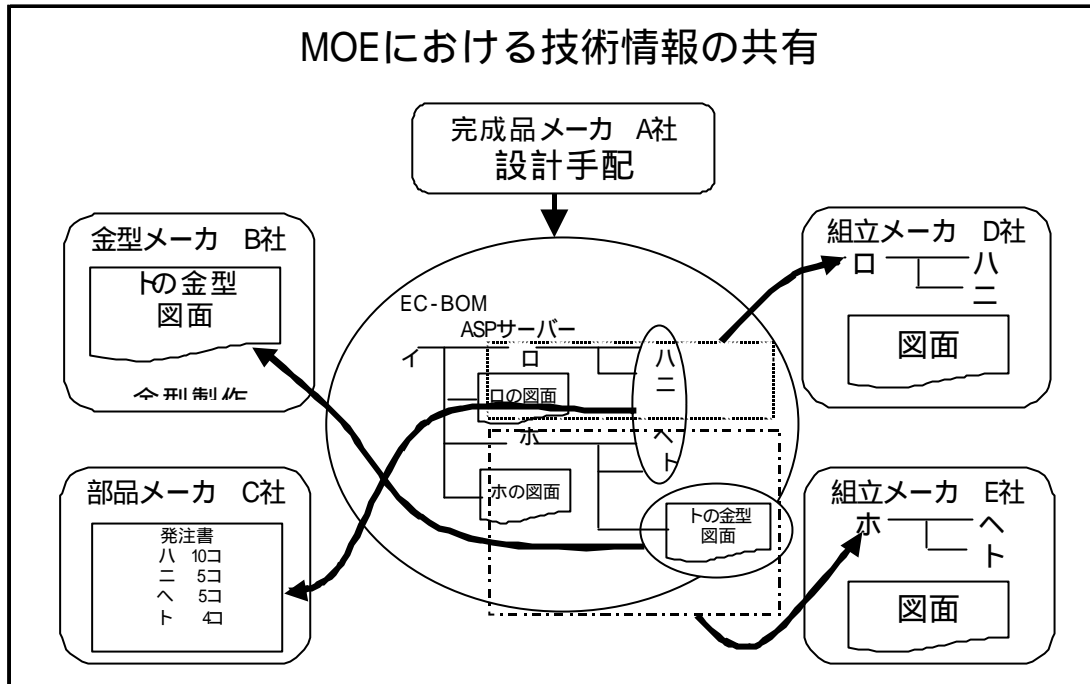 MOEにおける技術情報の共有
完成品メーカ A社
設計手配
金型メーカ B社
トの金型
図面
金型製作
部品メーカ C社
発注書
ハ 10コ
ニ 5コ
ヘ 5コ
ト 4コ
EC-BOM
ASPサーバー
イ
ロ
ハ
ニ
ロの図面
ホ
ヘ
ト
ホの図面
トの金型
図面
組立メーカ D社
ロ
ハ
ニ
図面
組立メーカ E社
ホ
ヘ
ト
図面